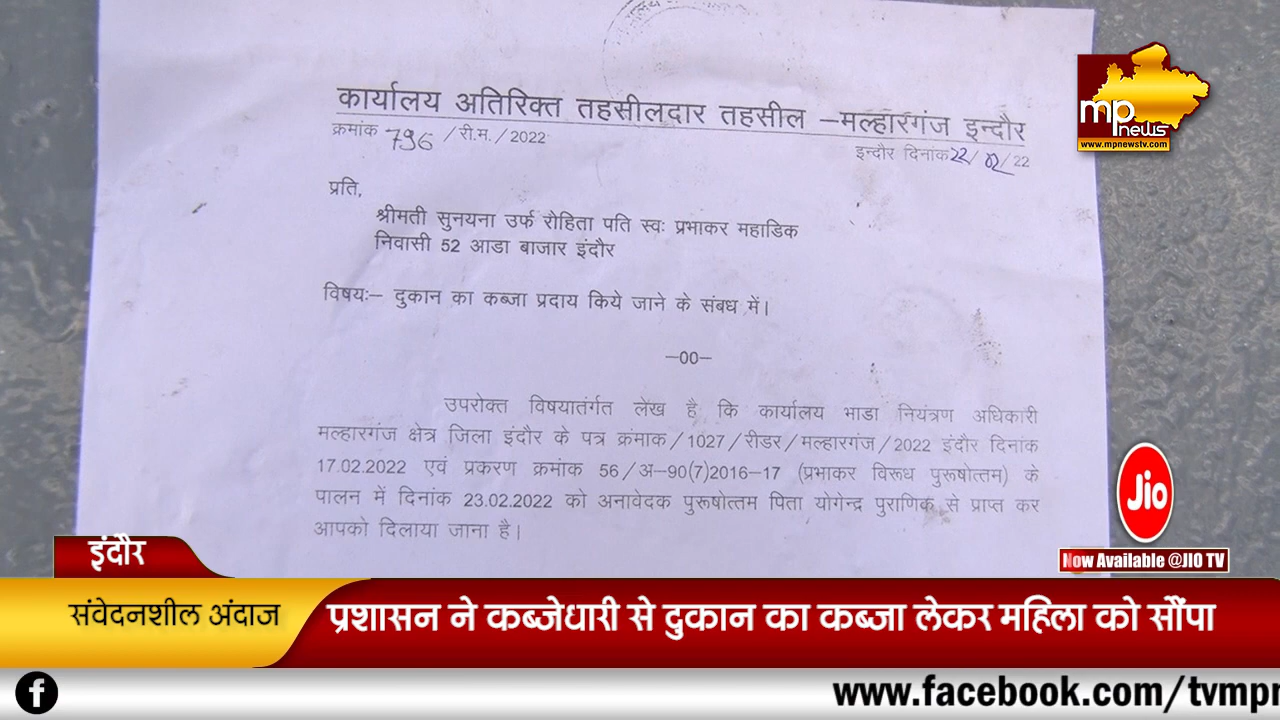 कार्यालय अतिरिक्त तहसीलदार तहसील –मल्हारगंज इन्दौर
क्रमांक 796 /री.म./2022
इन्दौर दिनांक 22/02/22
प्रति,
श्रीमती सुनयना उर्फ रोहिता पति स्वः प्रभाकर महाडिक
निवासी 52 आडा बाजार इंदौर
विषयः– दुकान का कब्जा प्रदाय किये जाने के संबध में।
–00–
उपरोक्त विषयातंर्गत लेख है कि कार्यालय भाडा नियंत्रण अधिकारी
मल्हारगंज क्षेत्र जिला इंदौर के पत्र क्रंमाक/1027/रीडर/मल्हारगंज/2022 इंदौर दिनांक
17.02.2022 एवं प्रकरण क्रमांक 56/अ–90(7)2016–17 (प्रभाकर विरूध पुरूषोत्तम) के
पालन में दिनांक 23.02.2022 को अनावेदक पुरूषोत्तम पिता योगेन्द्र पुराणिक से प्राप्त कर
आपको दिलाया जाना है।
mp news
www.mpnewstv.com
Jio
Now Available @JIO TV
इंदौर
संवेदनशील अंदाज
प्रशासन ने कब्जेधारी से दुकान का कब्जा लेकर महिला को सौंपा
f
www.facebook.com/tvmpn